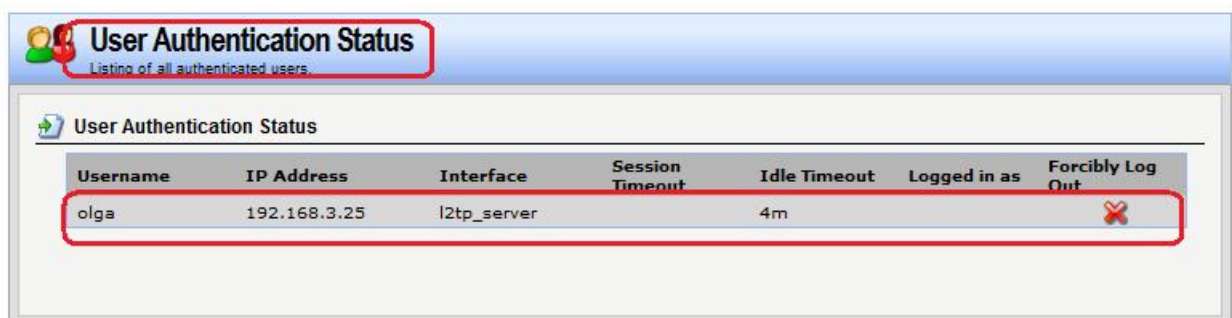 User Authentication Status
Listing of all authenticated users.
User Authentication Status
Username IP Address Interface Session Timeout Idle Timeout Logged in as Forcibly Log Out
olga 192.168.3.25 l2tp_server 4m